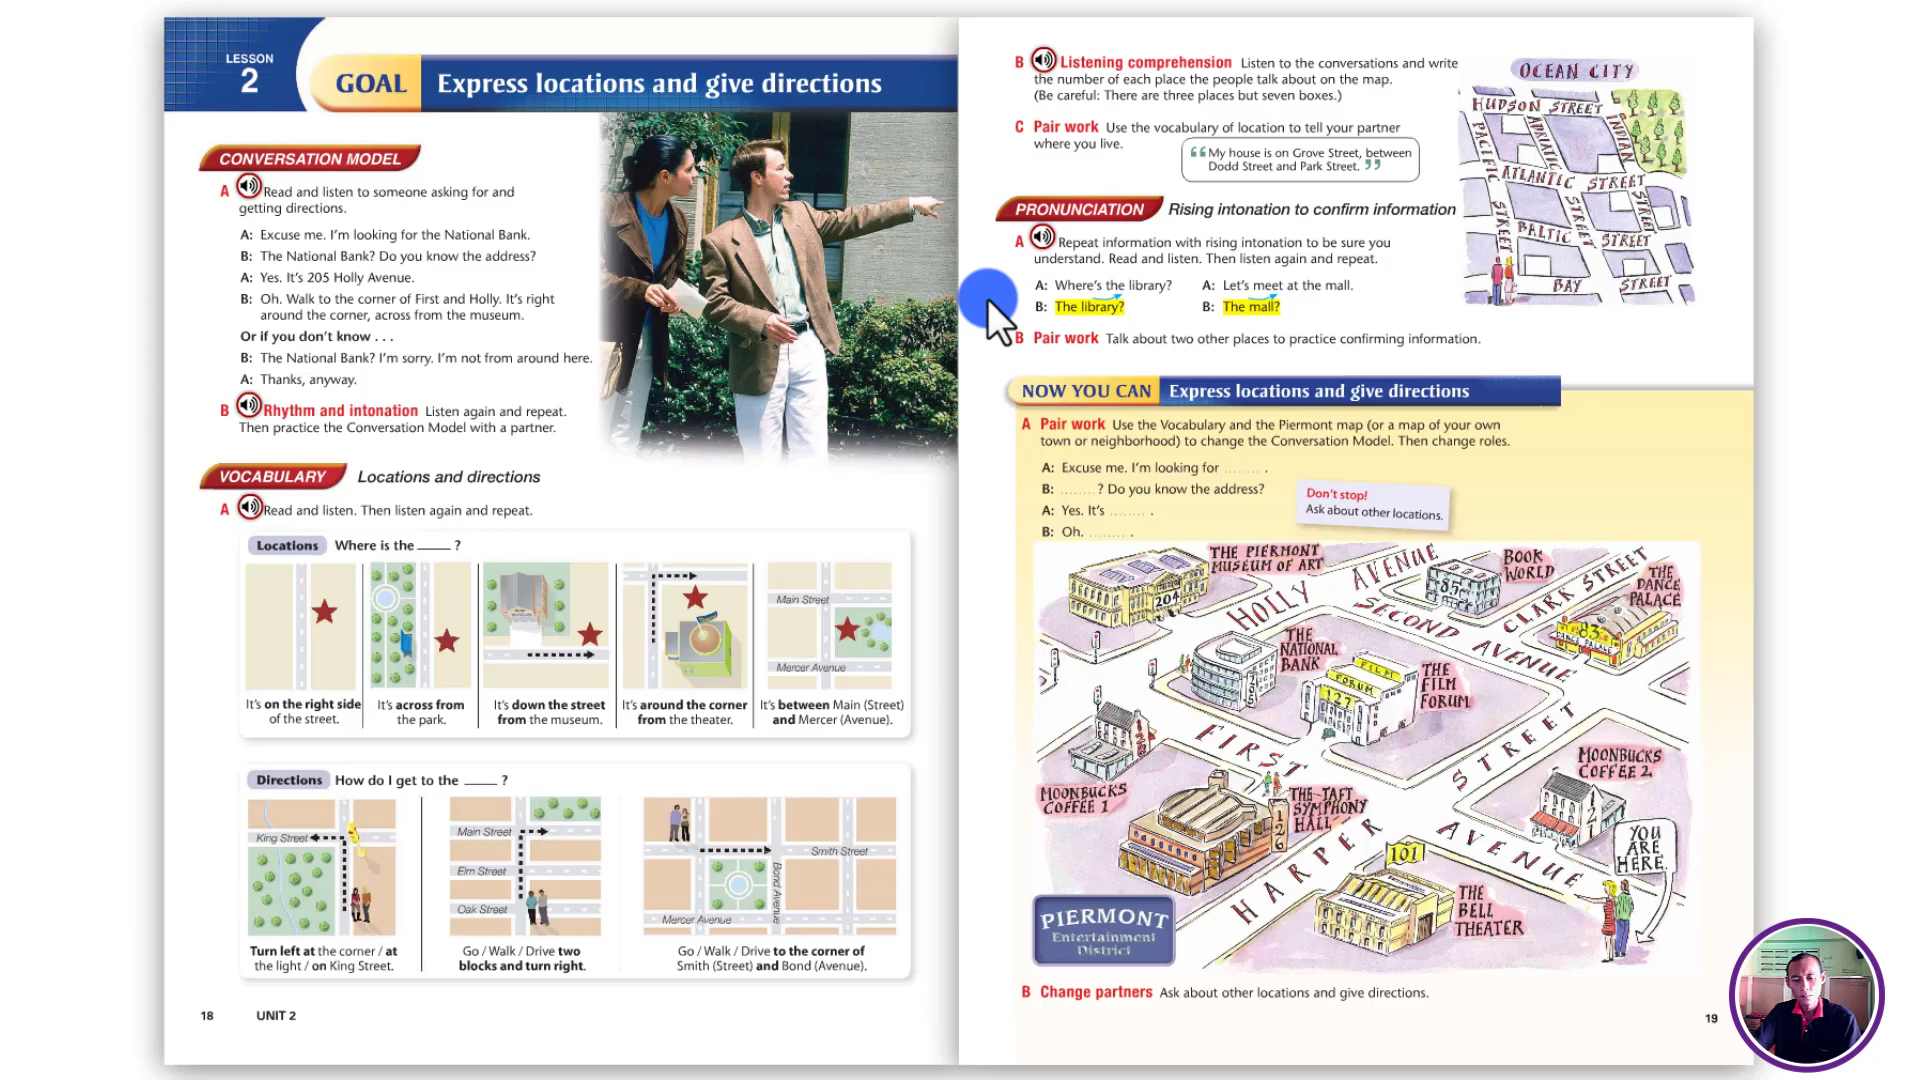 LESSON
2
GOAL Express locations and give directions
CONVERSATION MODEL
A Read and listen to someone asking for and
getting directions.
A: Excuse me. I'm looking for the National Bank.
B: The National Bank? Do you know the address?
A: Yes. It's 205 Holly Avenue.
B: Oh. Walk to the corner of First and Holly. It's right
around the corner, across from the museum.
Or if you don't know . . .
B: The National Bank? I'm sorry. I'm not from around here.
A: Thanks, anyway.
B Rhythm and intonation Listen again and repeat.
Then practice the Conversation Model with a partner.
VOCABULARY Locations and directions
A Read and listen. Then listen again and repeat.
Locations Where is the ____ ?
Main Street
Mercer Avenue
It's on the right side
of the street.
It's across from
the park.
It's down the street
from the museum.
It's around the corner
from the theater.
It's between Main (Street)
and Mercer (Avenue).
Directions How do I get to the ____ ?
King Street
Main Street
Elm Street
Oak Street
Smith Street
Bond Avenue
Mercer Avenue
Turn left at the corner / at
the light / on King Street.
Go / Walk / Drive two
blocks and turn right.
Go / Walk / Drive to the corner of
Smith (Street) and Bond (Avenue).
18 UNIT 2
B Listening comprehension Listen to the conversations and write
the number of each place the people talk about on the map.
(Be careful: There are three places but seven boxes.)
C Pair work Use the vocabulary of location to tell your partner
where you live.
“My house is on Grove Street, between
Dodd Street and Park Street.”
OCEAN CITY
HUDSON STREET
PACIFIC STREET
ADRIATIC STREET
INDIAN STREET
ATLANTIC STREET
BALTIC STREET
BAY STREET
PRONUNCIATION Rising intonation to confirm information
A Repeat information with rising intonation to be sure you
understand. Read and listen. Then listen again and repeat.
A: Where's the library?
B: The library?
A: Let's meet at the mall.
B: The mall?
B Pair work Talk about two other places to practice confirming information.
NOW YOU CAN Express locations and give directions
A Pair work Use the Vocabulary and the Piermont map (or a map of your own
town or neighborhood) to change the Conversation Model. Then change roles.
A: Excuse me. I'm looking for ........ .
B: ........ ? Do you know the address?
A: Yes. It's ........ .
B: Oh. ........ .
Don't stop!
Ask about other locations.
THE PIERMONT
MUSEUM OF ART
204
HOLLY AVENUE
BOOK
WORLD
87
CLARK STREET
THE
DANCE
PALACE
83
DANCE PALACE
SECOND AVENUE
THE
NATIONAL
BANK
205
FILM
FORUM
127
THE
FILM
FORUM
MOONBUCKS
COFFEE 1
FIRST AVENUE
HARPER STREET
MOONBUCKS
COFFEE 2
THE TAFT
SYMPHONY
HALL
126
101
THE
BELL
THEATER
YOU
ARE
HERE.
PIERMONT
Entertainment
District
B Change partners Ask about other locations and give directions.
19